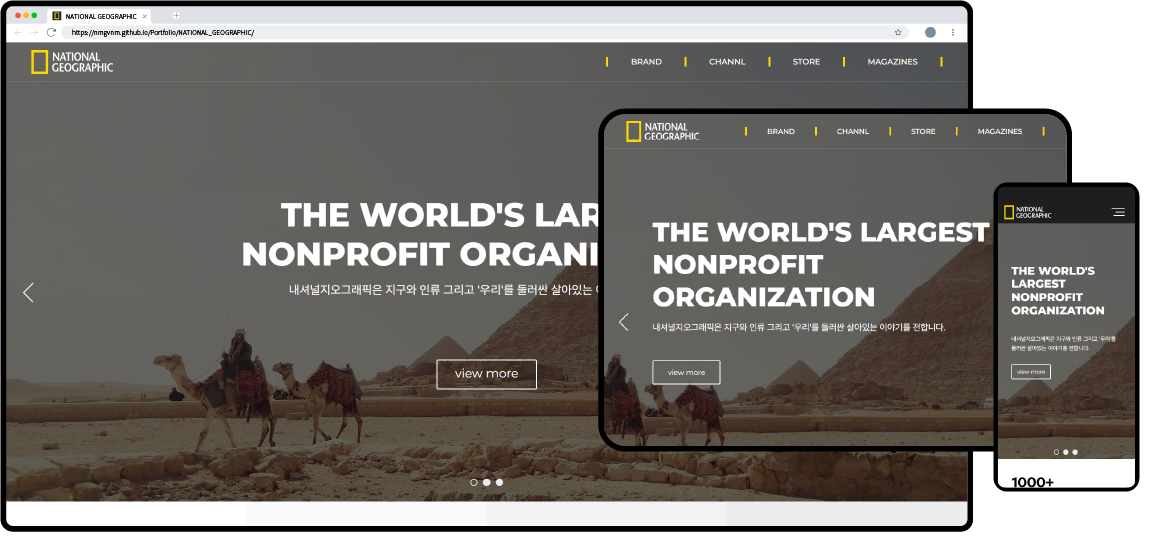 NATIONAL GEOGRAPHIC ×
https://nmgvnm.github.io/Portfolio/NATIONAL_GEOGRAPHIC/
NATIONAL
GEOGRAPHIC
BRAND
CHANNL
STORE
MAGAZINES
THE WORLD'S LAR
NONPROFIT ORGANI
내셔널지오그래픽은 지구와 인류 그리고 '우리'를 둘러싼 살아있는
view more
NATIONAL
GEOGRAPHIC
BRAND
CHANNL
STORE
MAGAZINES
THE WORLD'S LARGEST
NONPROFIT
ORGANIZATION
내셔널지오그래픽은 지구와 인류 그리고 '우리'를 둘러싼 살아있는 이야기를 전합니다.
view more
NATIONAL
GEOGRAPHIC
THE WORLD'S
LARGEST
NONPROFIT
ORGANIZATION
내셔널지오그래픽은 지구와 인류 그리고 '우리'를
둘러싼 살아있는 이야기를 전합니다.
view more
1000+